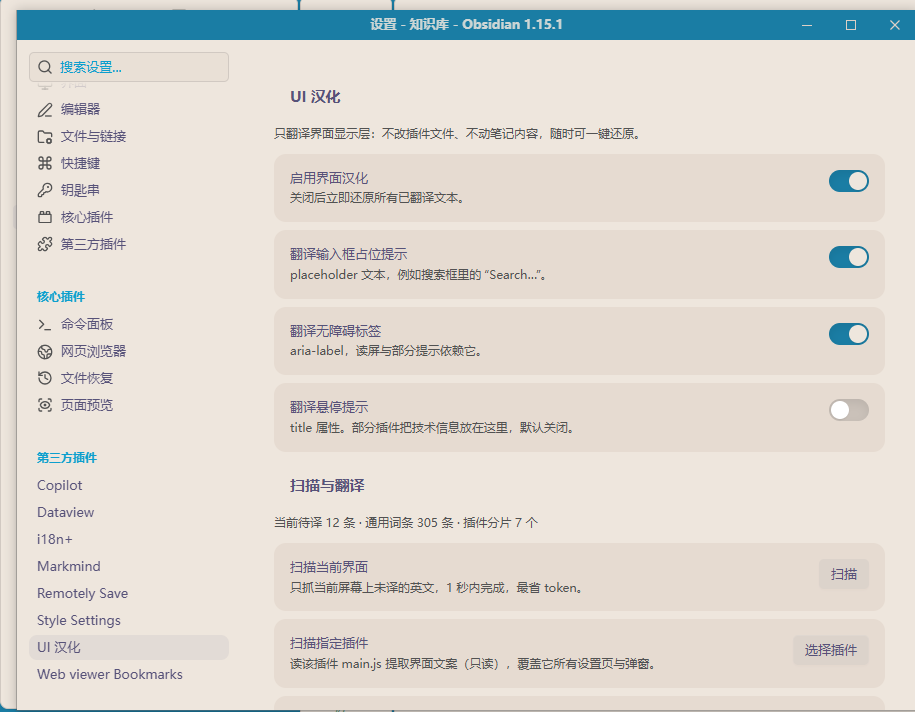 设置 - 知识库 - Obsidian 1.15.1
搜索设置...
编辑器
文件与链接
快捷键
钥匙串
核心插件
第三方插件
核心插件
命令面板
网页浏览器
文件恢复
页面预览
第三方插件
Copilot
Dataview
i18n+
Markmind
Remotely Save
Style Settings
UI 汉化
Web viewer Bookmarks
UI 汉化
只翻译界面显示层：不改插件文件、不动笔记内容，随时可一键还原。
启用界面汉化
关闭后立即还原所有已翻译文本。
翻译输入框占位提示
placeholder 文本，例如搜索框里的 “Search…”。
翻译无障碍标签
aria-label，读屏与部分提示依赖它。
翻译悬停提示
title 属性。部分插件把技术信息放在这里，默认关闭。
扫描与翻译
当前待译 12 条 · 通用词条 305 条 · 插件分片 7 个
扫描当前界面
只抓当前屏幕上未译的英文，1 秒内完成，最省 token。
扫描
扫描指定插件
读该插件 main.js 提取界面文案（只读），覆盖它所有设置页与弹窗。
选择插件